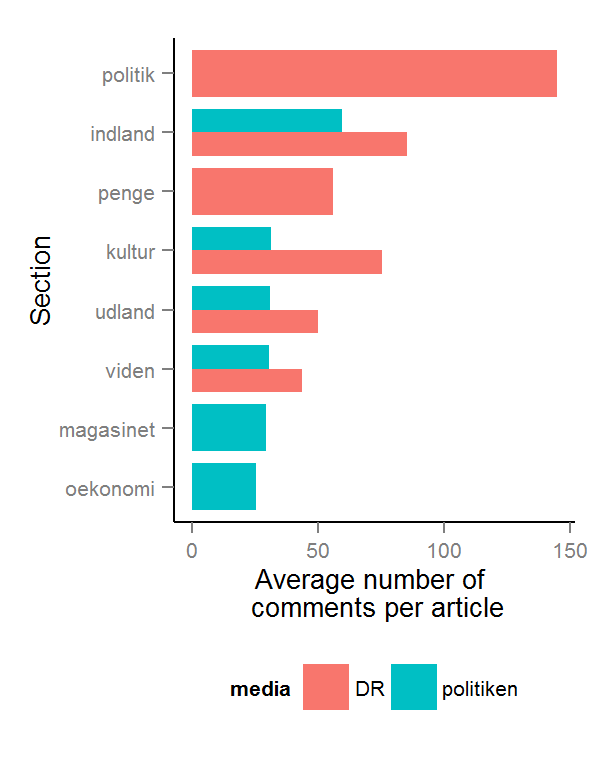 politik
indland
penge
kultur
udland
viden
magasinet
oekonomi
Section
0 50 100 150
Average number of
comments per article
media DR politiken